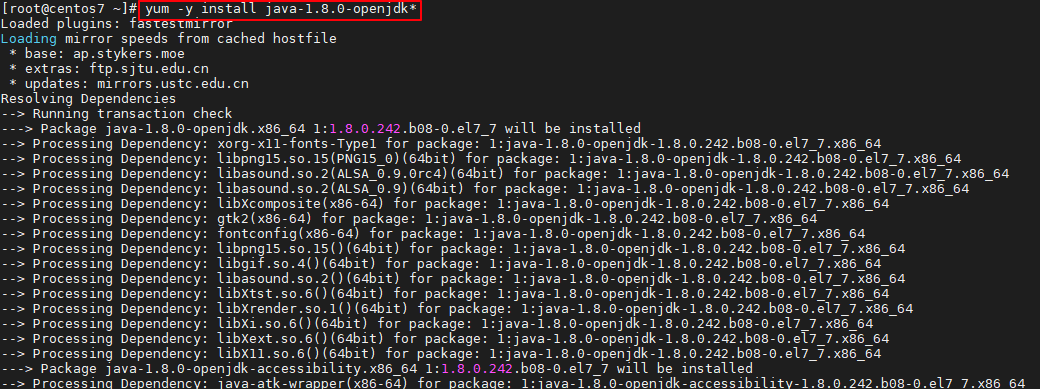 [root@centos7 ~]# yum -y install java-1.8.0-openjdk*
Loaded plugins: fastestmirror
Loading mirror speeds from cached hostfile
 * base: ap.stykers.moe
 * extras: ftp.sjtu.edu.cn
 * updates: mirrors.ustc.edu.cn
Resolving Dependencies
--> Running transaction check
---> Package java-1.8.0-openjdk.x86_64 1:1.8.0.242.b08-0.el7_7 will be installed
--> Processing Dependency: xorg-x11-fonts-Type1 for package: 1:java-1.8.0-openjdk-1.8.0.242.b08-0.el7_7.x86_64
--> Processing Dependency: libpng15.so.15(PNG15_0)(64bit) for package: 1:java-1.8.0-openjdk-1.8.0.242.b08-0.el7_7.x86_64
--> Processing Dependency: libasound.so.2(ALSA_0.9.0rc4)(64bit) for package: 1:java-1.8.0-openjdk-1.8.0.242.b08-0.el7_7.x86_64
--> Processing Dependency: libasound.so.2(ALSA_0.9)(64bit) for package: 1:java-1.8.0-openjdk-1.8.0.242.b08-0.el7_7.x86_64
--> Processing Dependency: libXcomposite(x86-64) for package: 1:java-1.8.0-openjdk-1.8.0.242.b08-0.el7_7.x86_64
--> Processing Dependency: gtk2(x86-64) for package: 1:java-1.8.0-openjdk-1.8.0.242.b08-0.el7_7.x86_64
--> Processing Dependency: fontconfig(x86-64) for package: 1:java-1.8.0-openjdk-1.8.0.242.b08-0.el7_7.x86_64
--> Processing Dependency: libpng15.so.15()(64bit) for package: 1:java-1.8.0-openjdk-1.8.0.242.b08-0.el7_7.x86_64
--> Processing Dependency: libgif.so.4()(64bit) for package: 1:java-1.8.0-openjdk-1.8.0.242.b08-0.el7_7.x86_64
--> Processing Dependency: libasound.so.2()(64bit) for package: 1:java-1.8.0-openjdk-1.8.0.242.b08-0.el7_7.x86_64
--> Processing Dependency: libXtst.so.6()(64bit) for package: 1:java-1.8.0-openjdk-1.8.0.242.b08-0.el7_7.x86_64
--> Processing Dependency: libXrender.so.1()(64bit) for package: 1:java-1.8.0-openjdk-1.8.0.242.b08-0.el7_7.x86_64
--> Processing Dependency: libXi.so.6()(64bit) for package: 1:java-1.8.0-openjdk-1.8.0.242.b08-0.el7_7.x86_64
--> Processing Dependency: libXext.so.6()(64bit) for package: 1:java-1.8.0-openjdk-1.8.0.242.b08-0.el7_7.x86_64
--> Processing Dependency: libX11.so.6()(64bit) for package: 1:java-1.8.0-openjdk-1.8.0.242.b08-0.el7_7.x86_64
---> Package java-1.8.0-openjdk-accessibility.x86_64 1:1.8.0.242.b08-0.el7_7 will be installed
--> Processing Dependency: java-atk-wrapper(x86-64) for package: 1:java-1.8.0-openjdk-accessibility-1.8.0.242.b08-0.el7_7.x86_64